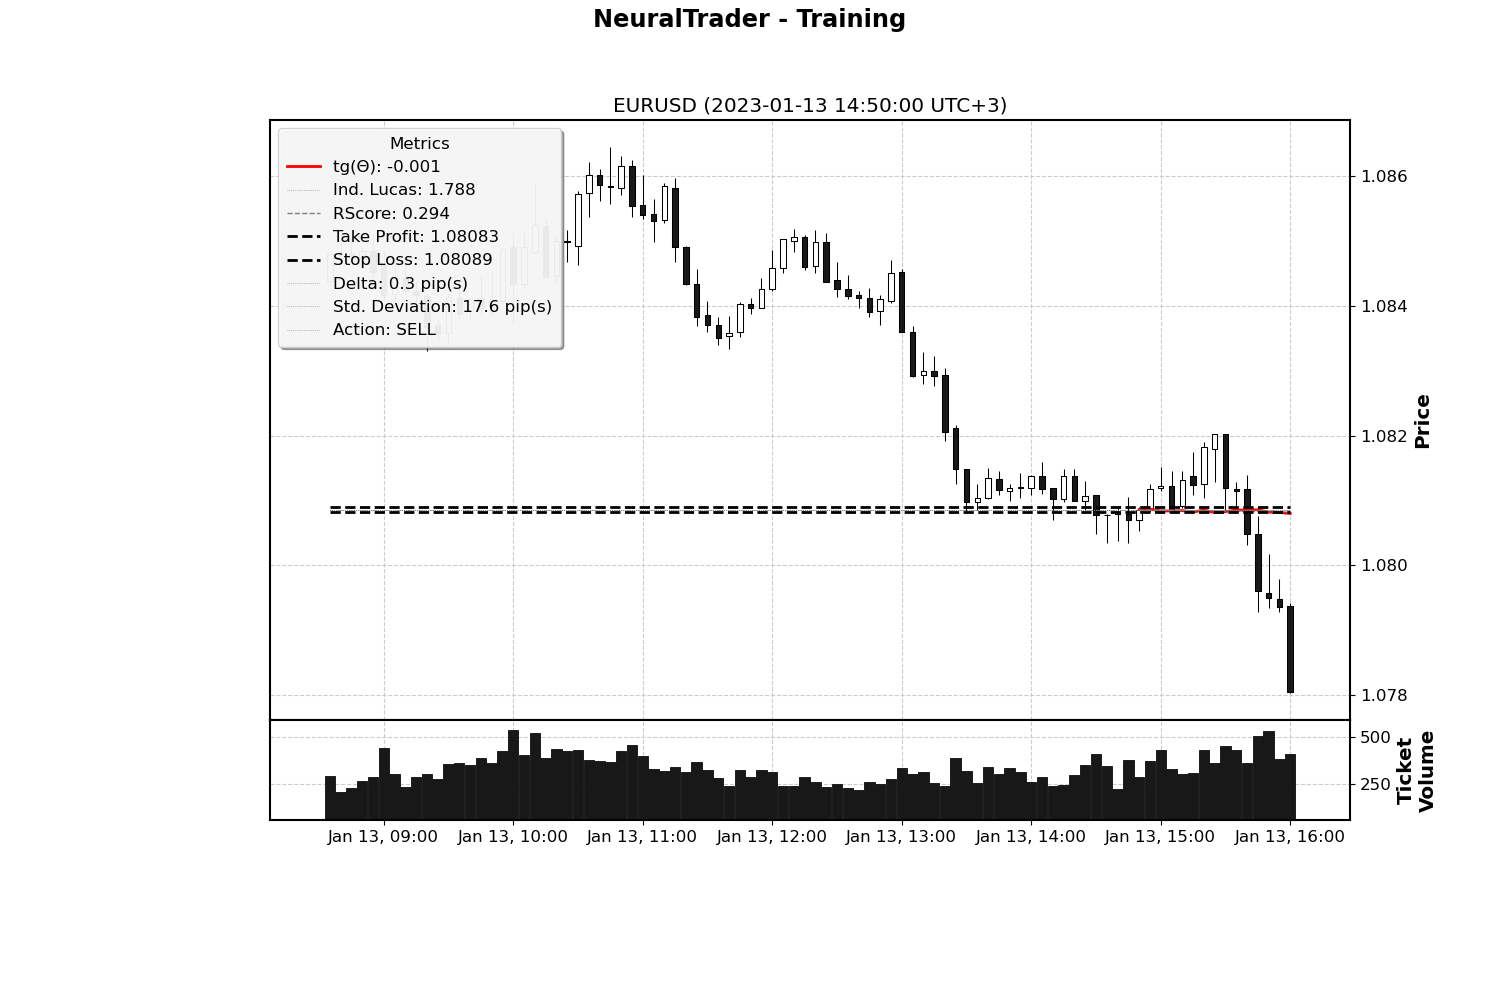 NeuralTrader - Training
EURUSD (2023-01-13 14:50:00 UTC+3)
Metrics
tg(Θ): -0.001
Ind. Lucas: 1.788
RScore: 0.294
Take Profit: 1.08083
Stop Loss: 1.08089
Delta: 0.3 pip(s)
Std. Deviation: 17.6 pip(s)
Action: SELL
1.086
1.084
1.082
1.080
1.078
Price
500
250
Ticket
Volume
Jan 13, 09:00 Jan 13, 10:00 Jan 13, 11:00 Jan 13, 12:00 Jan 13, 13:00 Jan 13, 14:00 Jan 13, 15:00 Jan 13, 16:00